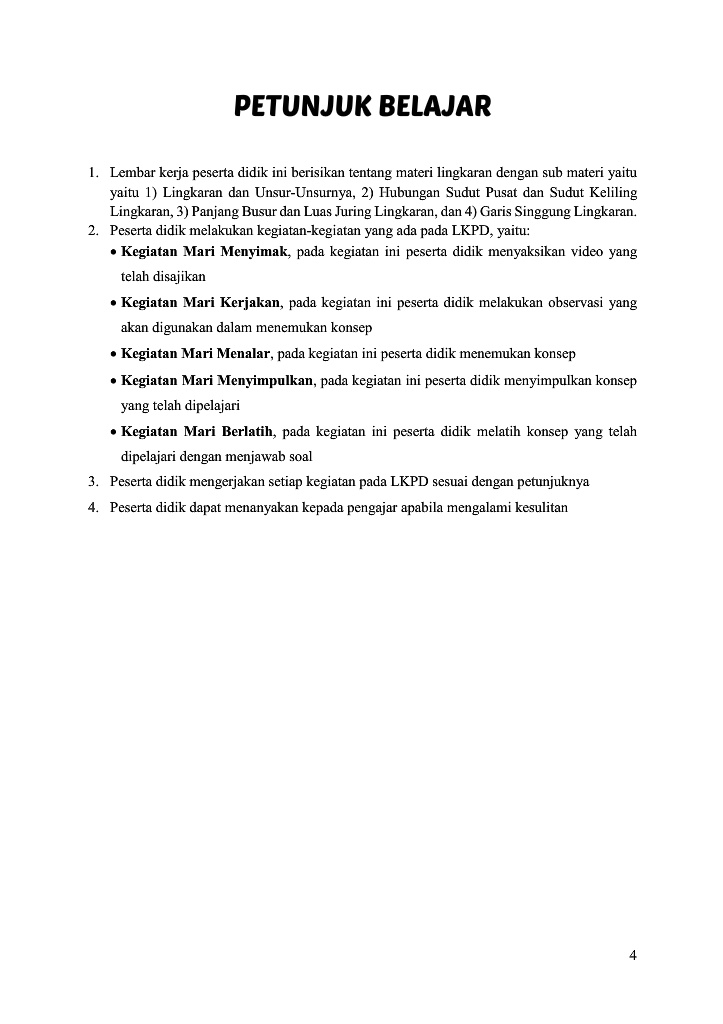 PETUNJUK BELAJAR
1. Lembar kerja peserta didik ini berisikan tentang materi lingkaran dengan sub materi yaitu
yaitu 1) Lingkaran dan Unsur-Unsurnya, 2) Hubungan Sudut Pusat dan Sudut Keliling
Lingkaran, 3) Panjang Busur dan Luas Juring Lingkaran, dan 4) Garis Singgung Lingkaran.
2. Peserta didik melakukan kegiatan-kegiatan yang ada pada LKPD, yaitu:
• Kegiatan Mari Menyimak, pada kegiatan ini peserta didik menyaksikan video yang
telah disajikan
• Kegiatan Mari Kerjakan, pada kegiatan ini peserta didik melakukan observasi yang
akan digunakan dalam menemukan konsep
• Kegiatan Mari Menalar, pada kegiatan ini peserta didik menemukan konsep
• Kegiatan Mari Menyimpulkan, pada kegiatan ini peserta didik menyimpulkan konsep
yang telah dipelajari
• Kegiatan Mari Berlatih, pada kegiatan ini peserta didik melatih konsep yang telah
dipelajari dengan menjawab soal
3. Peserta didik mengerjakan setiap kegiatan pada LKPD sesuai dengan petunjuknya
4. Peserta didik dapat menanyakan kepada pengajar apabila mengalami kesulitan
4